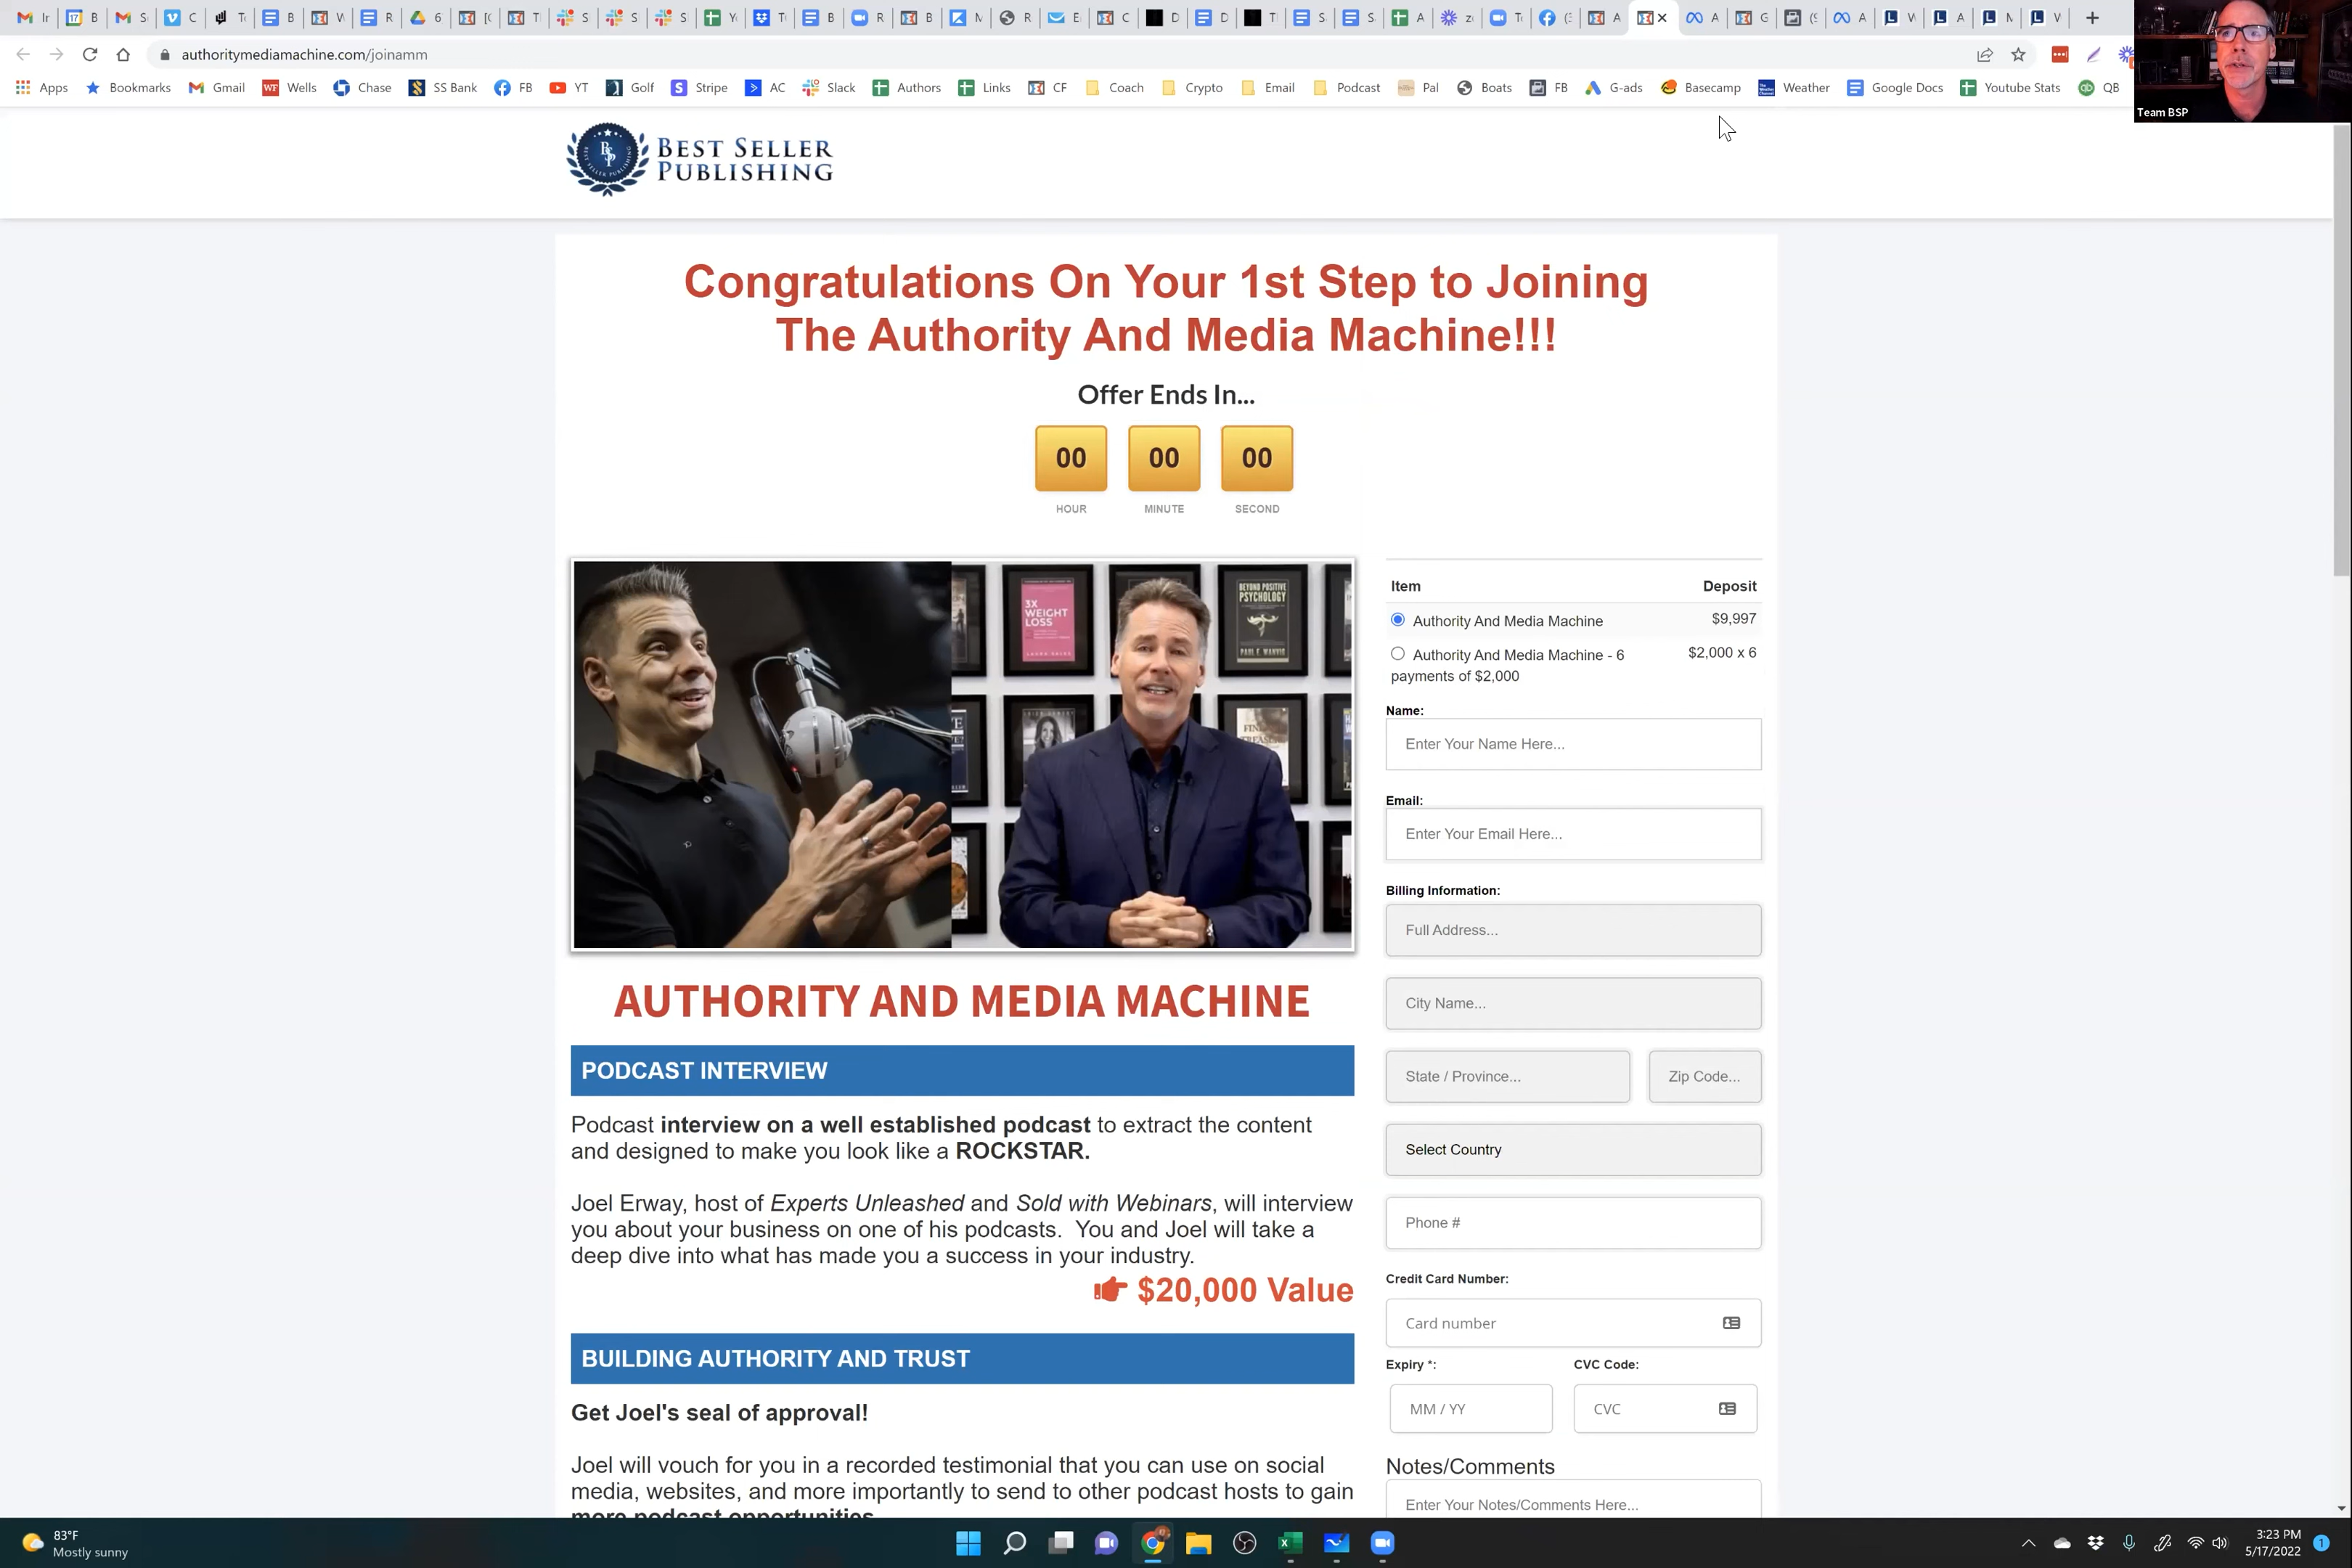 authoritymediamachine.com/joinamm
Apps Bookmarks Gmail Wells Chase SS Bank FB YT Golf Stripe AC Slack Authors Links CF Coach Crypto Email Podcast Pal Boats FB G-ads Basecamp Weather Google Docs Youtube Stats QB
Team BSP
BEST SELLER
PUBLISHING
Congratulations On Your 1st Step to Joining
The Authority And Media Machine!!!
Offer Ends In...
00 00 00
HOUR MINUTE SECOND
3X
WEIGHT
LOSS
BEYOND POSITIVE
PSYCHOLOGY
AUTHORITY AND MEDIA MACHINE
PODCAST INTERVIEW
Podcast interview on a well established podcast to extract the content
and designed to make you look like a ROCKSTAR.
Joel Erway, host of Experts Unleashed and Sold with Webinars, will interview
you about your business on one of his podcasts. You and Joel will take a
deep dive into what has made you a success in your industry.
$20,000 Value
BUILDING AUTHORITY AND TRUST
Get Joel's seal of approval!
Joel will vouch for you in a recorded testimonial that you can use on social
media, websites, and more importantly to send to other podcast hosts to gain
more podcast opportunities
Item Deposit
Authority And Media Machine $9,997
Authority And Media Machine - 6 $2,000 x 6
payments of $2,000
Name:
Enter Your Name Here...
Email:
Enter Your Email Here...
Billing Information:
Full Address...
City Name...
State / Province... Zip Code...
Select Country
Phone #
Credit Card Number:
Card number
Expiry *: CVC Code:
MM / YY CVC
Notes/Comments
Enter Your Notes/Comments Here...
83°F
Mostly sunny
3:23 PM
5/17/2022
1